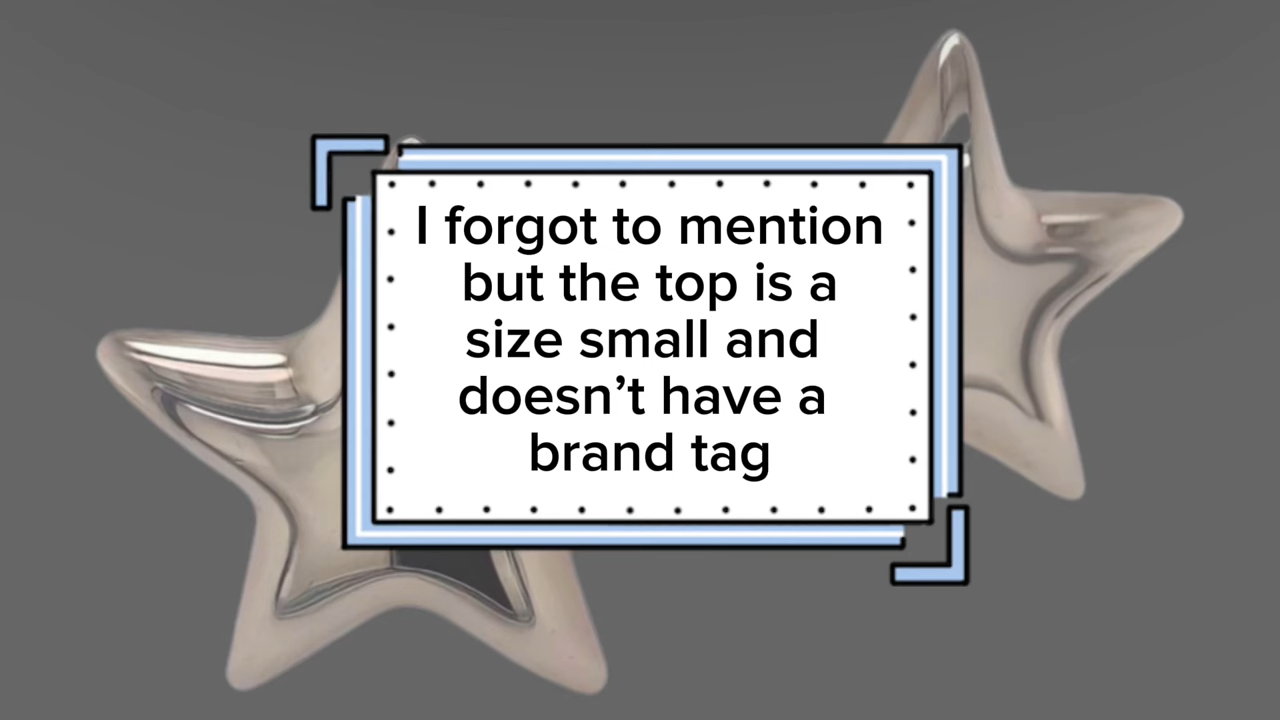 I forgot to mention
but the top is a
size small and
doesn’t have a
brand tag